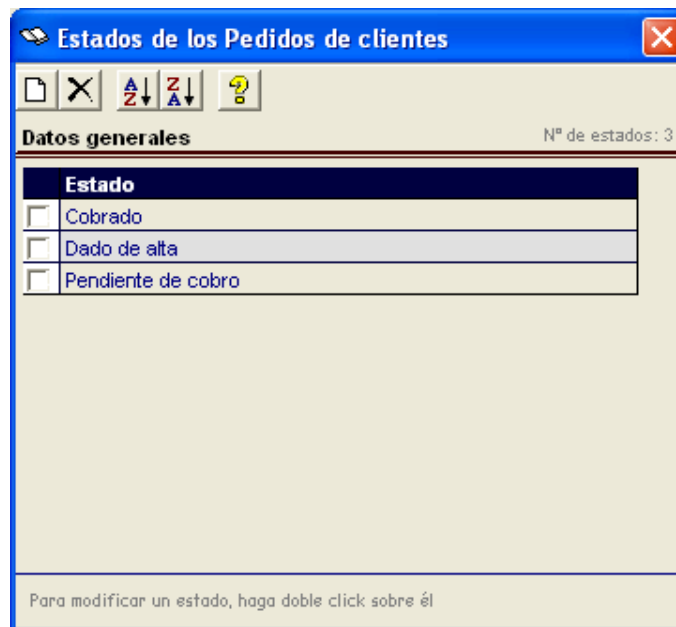 Estados de los Pedidos de clientes
Datos generales
Nº de estados: 3
Estado
Cobrado
Dado de alta
Pendiente de cobro
Para modificar un estado, haga doble click sobre él